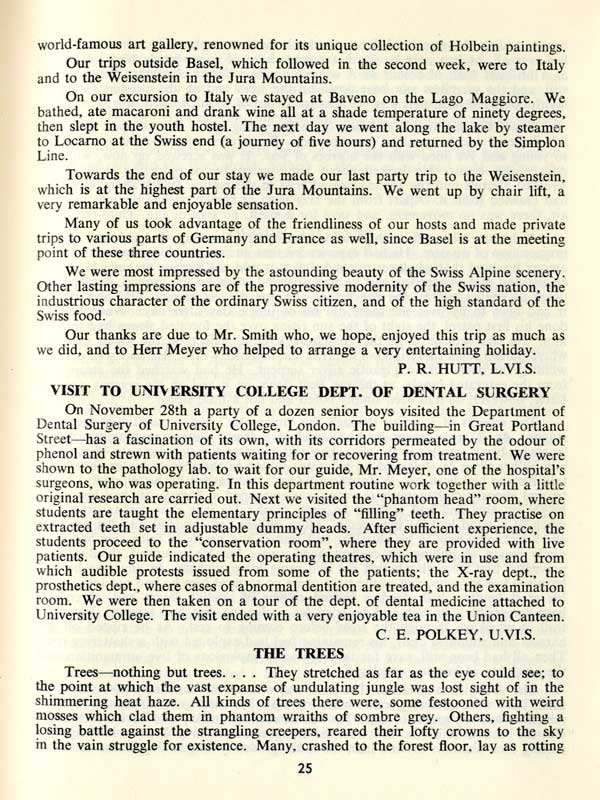 world-famous art gallery, renowned for its unique collection of Holbein paintings.
Our trips outside Basel, which followed in the second week, were to Italy
and to the Weisenstein in the Jura Mountains.
On our excursion to Italy we stayed at Baveno on the Lago Maggiore. We
bathed, ate macaroni and drank wine all at a shade temperature of ninety degrees,
then slept in the youth hostel. The next day we went along the lake by steamer
to Locarno at the Swiss end (a journey of five hours) and returned by the Simplon
Line.
Towards the end of our stay we made our last party trip to the Weisenstein,
which is at the highest part of the Jura Mountains. We went up by chair lift, a
very remarkable and enjoyable sensation.
Many of us took advantage of the friendliness of our hosts and made private
trips to various parts of Germany and France as well, since Basel is at the meeting
point of these three countries.
We were most impressed by the astounding beauty of the Swiss Alpine scenery.
Other lasting impressions are of the progressive modernity of the Swiss nation, the
industrious character of the ordinary Swiss citizen, and of the high standard of the
Swiss food.
Our thanks are due to Mr. Smith who, we hope, enjoyed this trip as much as
we did, and to Herr Meyer who helped to arrange a very entertaining holiday.
P. R. HUTT, L.VI.S.
VISIT TO UNIVERSITY COLLEGE DEPT. OF DENTAL SURGERY
On November 28th a party of a dozen senior boys visited the Department of
Dental Surgery of University College, London. The building—in Great Portland
Street—has a fascination of its own, with its corridors permeated by the odour of
phenol and strewn with patients waiting for or recovering from treatment. We were
shown to the pathology lab. to wait for our guide, Mr. Meyer, one of the hospital's
surgeons, who was operating. In this department routine work together with a little
original research are carried out. Next we visited the “phantom head” room, where
students are taught the elementary principles of “filling” teeth. They practise on
extracted teeth set in adjustable dummy heads. After sufficient experience, the
students proceed to the “conservation room”, where they are provided with live
patients. Our guide indicated the operating theatres, which were in use and from
which audible protests issued from some of the patients; the X-ray dept., the
prosthetics dept., where cases of abnormal dentition are treated, and the examination
room. We were then taken on a tour of the dept. of dental medicine attached to
University College. The visit ended with a very enjoyable tea in the Union Canteen.
C. E. POLKEY, U.VI.S.
THE TREES
Trees—nothing but trees. . . . They stretched as far as the eye could see; to
the point at which the vast expanse of undulating jungle was lost sight of in the
shimmering heat haze. All kinds of trees there were, some festooned with weird
mosses which clad them in phantom wraiths of sombre grey. Others, fighting a
losing battle against the strangling creepers, reared their lofty crowns to the sky
in the vain struggle for existence. Many, crashed to the forest floor, lay as rotting
25